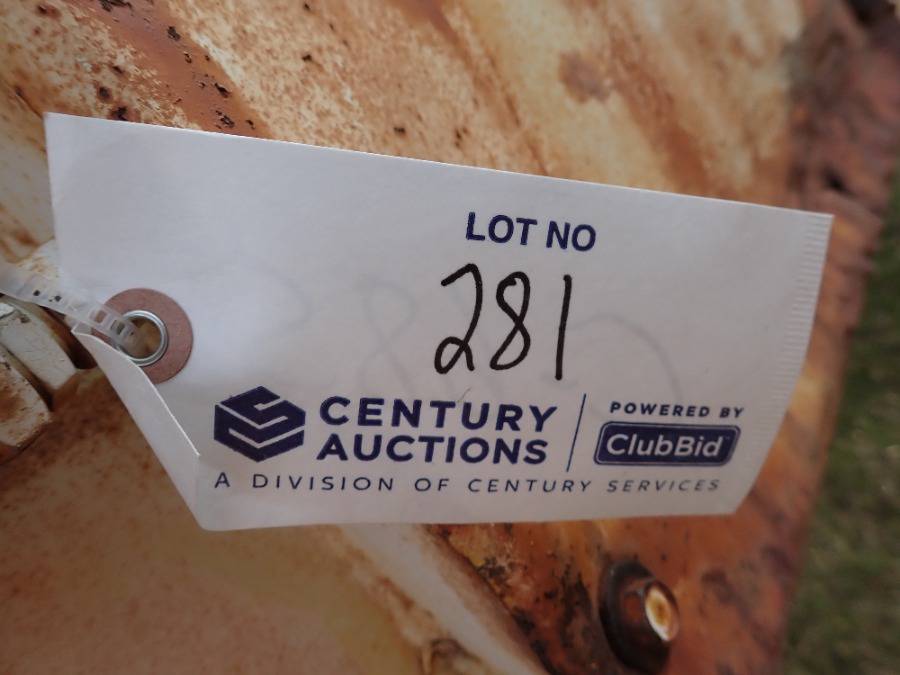 LOT NO
281
CENTURY
AUCTIONS
POWERED BY
ClubBid
A DIVISION OF CENTURY SERVICES